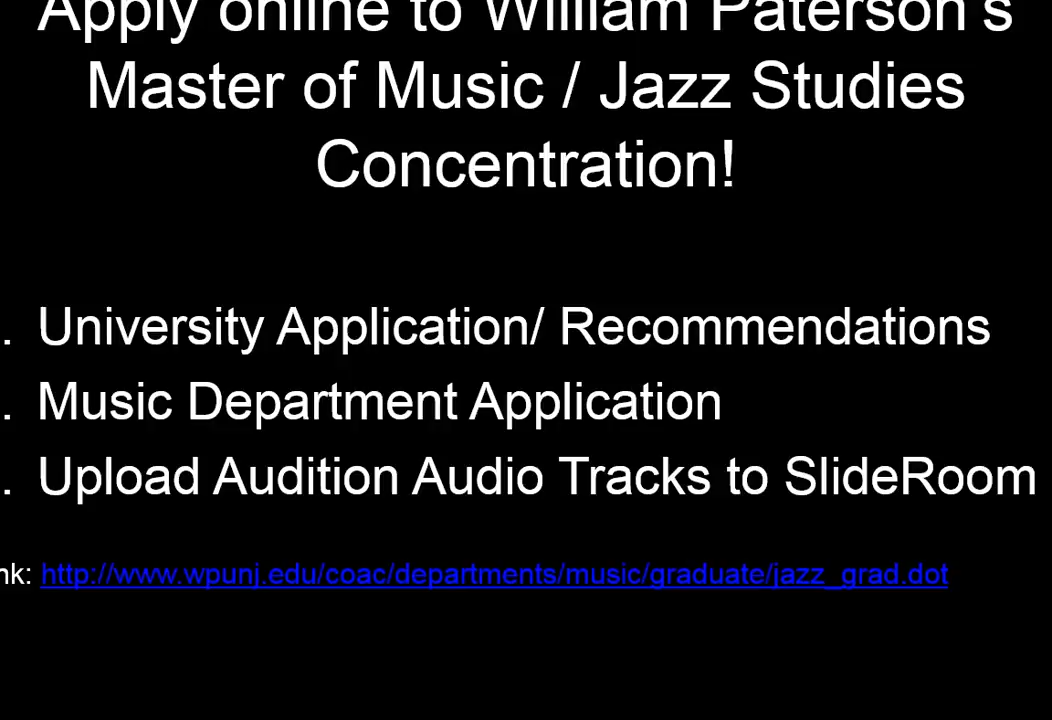 Apply online to William Paterson's
Master of Music / Jazz Studies
Concentration!
. University Application/ Recommendations
. Music Department Application
. Upload Audition Audio Tracks to SlideRoom
nk: http://www.wpunj.edu/coac/departments/music/graduate/jazz_grad.dot